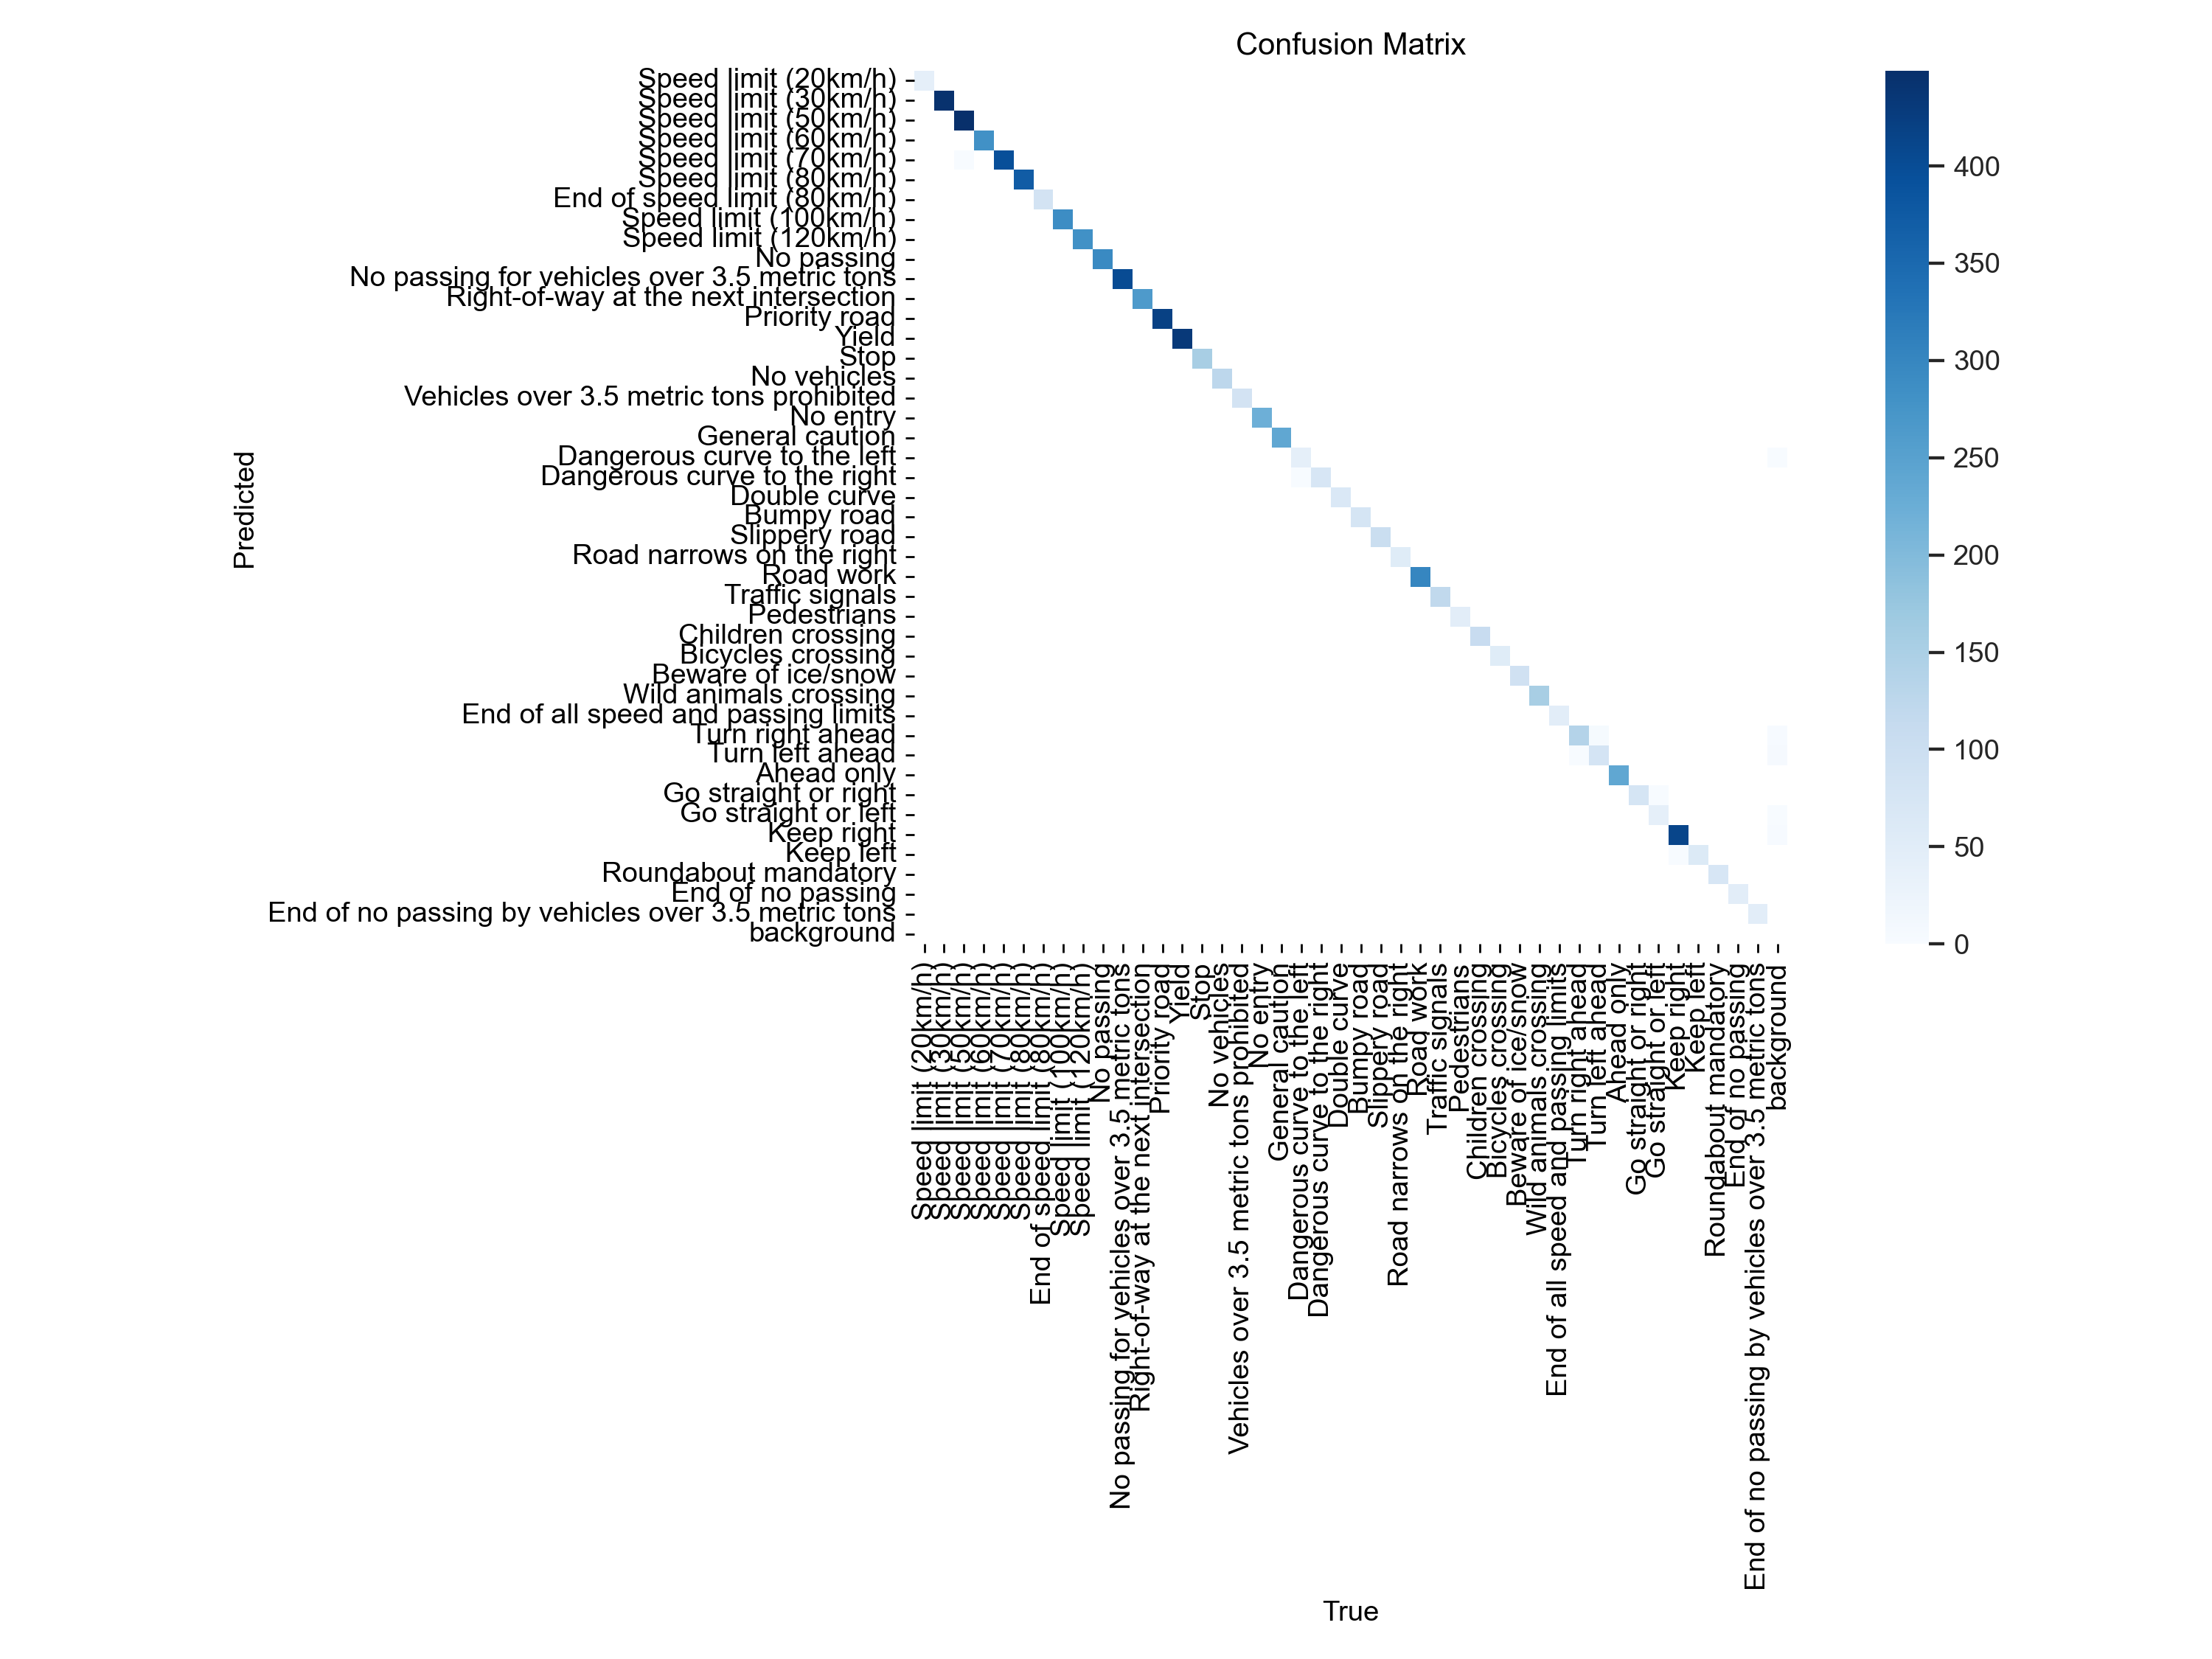 Confusion Matrix
Speed limit (20km/h)
Speed limit (30km/h)
Speed limit (50km/h)
Speed limit (60km/h)
Speed limit (70km/h)
Speed limit (80km/h)
End of speed limit (80km/h)
Speed limit (100km/h)
Speed limit (120km/h)
No passing
No passing for vehicles over 3.5 metric tons
Right-of-way at the next intersection
Priority road
Yield
Stop
No vehicles
Vehicles over 3.5 metric tons prohibited
No entry
General caution
Dangerous curve to the left
Dangerous curve to the right
Double curve
Bumpy road
Slippery road
Road narrows on the right
Road work
Traffic signals
Pedestrians
Children crossing
Bicycles crossing
Beware of ice/snow
Wild animals crossing
End of all speed and passing limits
Turn right ahead
Turn left ahead
Ahead only
Go straight or right
Go straight or left
Keep right
Keep left
Roundabout mandatory
End of no passing
End of no passing by vehicles over 3.5 metric tons
background
Predicted
400
350
300
250
200
150
100
50
0
Speed limit (20km/h)
Speed limit (30km/h)
Speed limit (50km/h)
Speed limit (60km/h)
Speed limit (70km/h)
Speed limit (80km/h)
End of speed limit (80km/h)
Speed limit (100km/h)
Speed limit (120km/h)
No passing
No passing for vehicles over 3.5 metric tons
Right-of-way at the next intersection
Priority road
Yield
Stop
No vehicles
Vehicles over 3.5 metric tons prohibited
No entry
General caution
Dangerous curve to the left
Dangerous curve to the right
Double curve
Bumpy road
Slippery road
Road narrows on the right
Road work
Traffic signals
Pedestrians
Children crossing
Bicycles crossing
Beware of ice/snow
Wild animals crossing
End of all speed and passing limits
Turn right ahead
Turn left ahead
Ahead only
Go straight or right
Go straight or left
Keep right
Keep left
Roundabout mandatory
End of no passing
End of no passing by vehicles over 3.5 metric tons
background
True